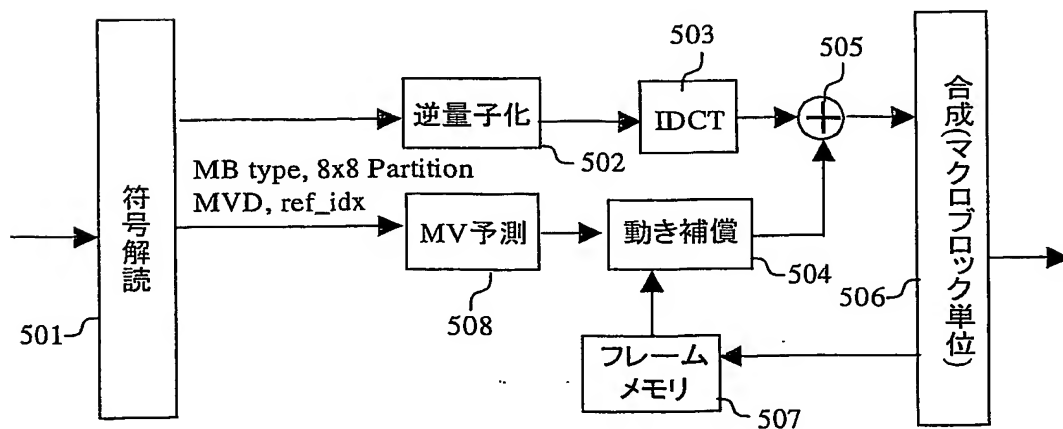 符号解読
501
MB type, 8x8 Partition
MVD, ref_idx
逆量子化
502
503
IDCT
505
MV予測
508
動き補償
504
フレーム
メモリ
507
合成(マクロブロック単位)
506